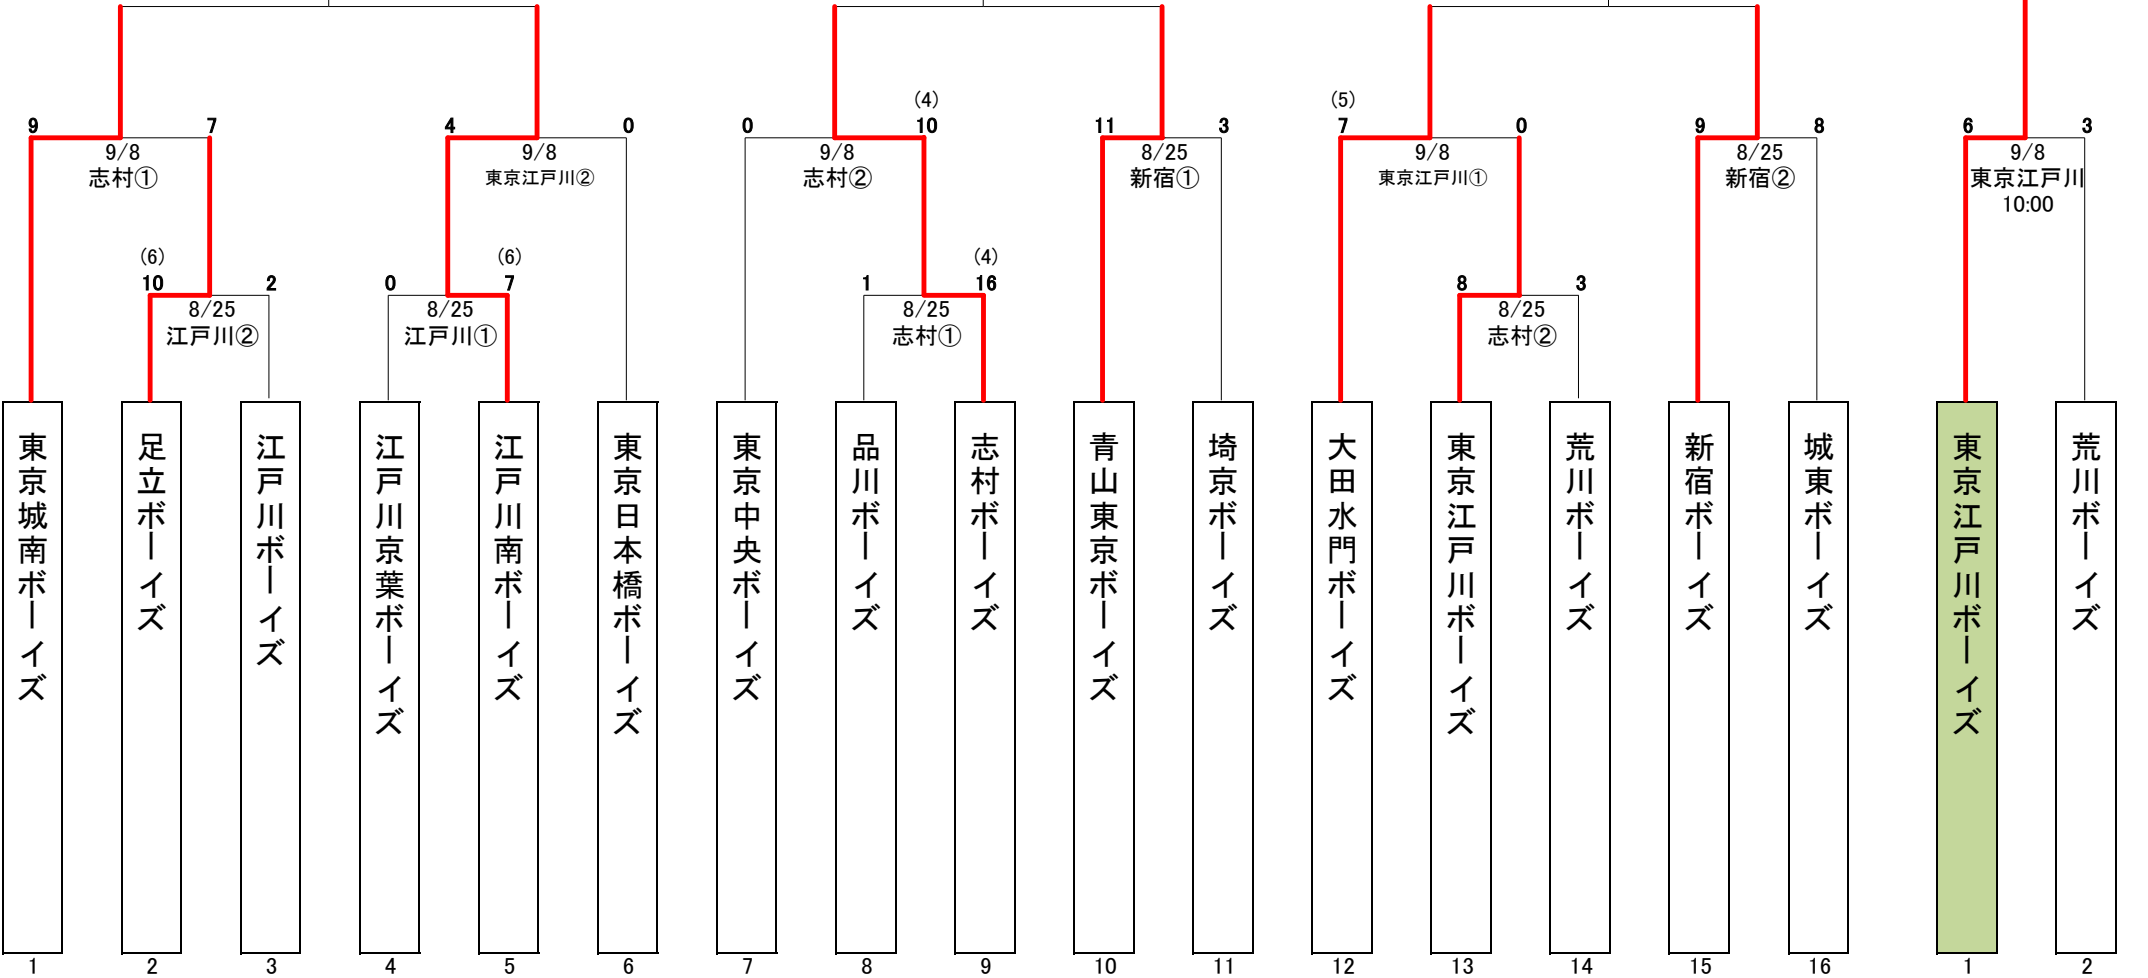 (4)
(5)
9
7
4
0
0
10
11
3
7
0
9
8
6
3
9/8
9/8
9/8
8/25
9/8
8/25
9/8
志村①
東京江戸川②
志村②
新宿①
東京江戸川①
新宿②
東京江戸川
10:00
(6)
(6)
(4)
10
2
0
7
1
16
8
3
8/25
8/25
8/25
8/25
江戸川②
江戸川①
志村①
志村②
東京城南ボーイズ
足立ボーイズ
江戸川ボーイズ
江戸川京葉ボーイズ
江戸川南ボーイズ
東京日本橋ボーイズ
東京中央ボーイズ
品川ボーイズ
志村ボーイズ
青山東京ボーイズ
埼京ボーイズ
大田水門ボーイズ
東京江戸川ボーイズ
荒川ボーイズ
新宿ボーイズ
城東ボーイズ
東京江戸川ボーイズ
荒川ボーイズ
1
2
3
4
5
6
7
8
9
10
11
12
13
14
15
16
1
2